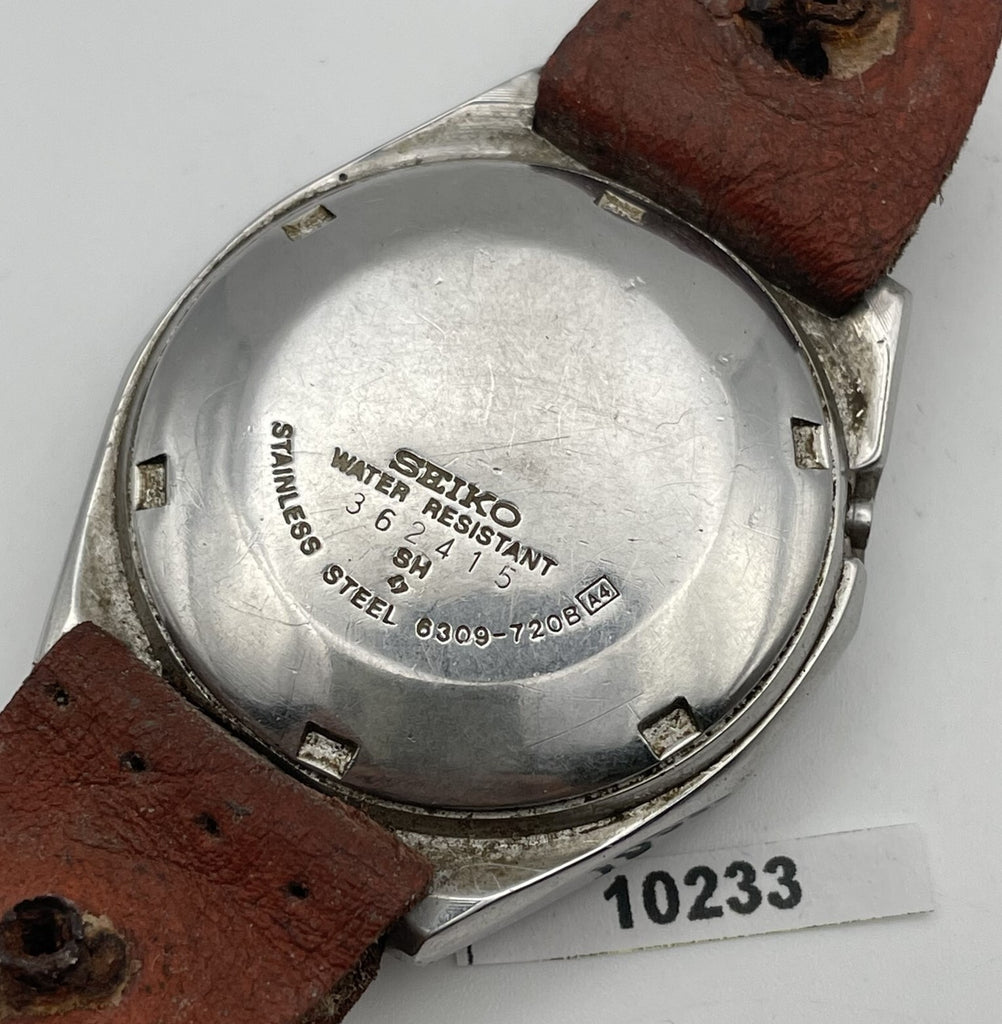 SEIKO
WATER RESISTANT
362415
SH
STAINLESS STEEL 6309-720B A4
10233